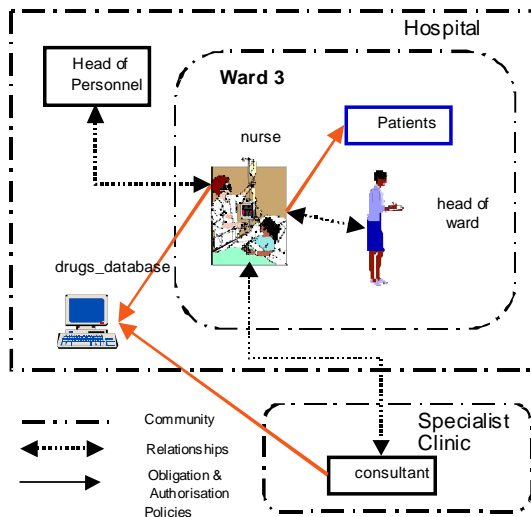 Hospital
Head of
Personnel
Ward 3
nurse
Patients
head of
ward
drugs_database
Community
Relationships
Obligation &
Authorisation
Policies
Specialist
Clinic
consultant